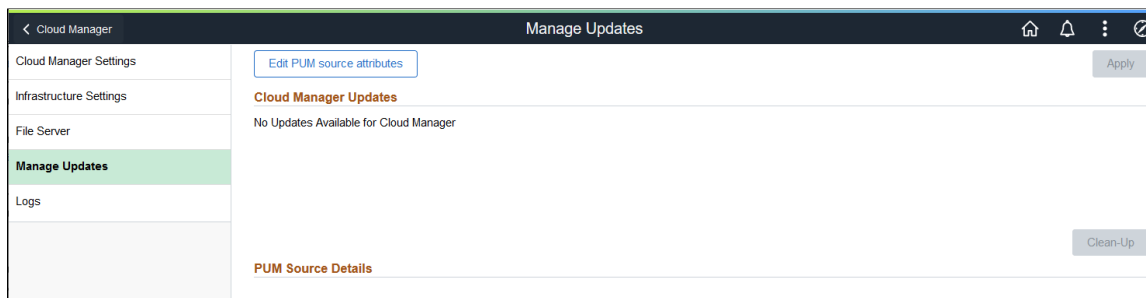 Cloud Manager
Manage Updates
Cloud Manager Settings
Infrastructure Settings
File Server
Manage Updates
Logs
Edit PUM source attributes
Apply
Cloud Manager Updates
No Updates Available for Cloud Manager
Clean-Up
PUM Source Details